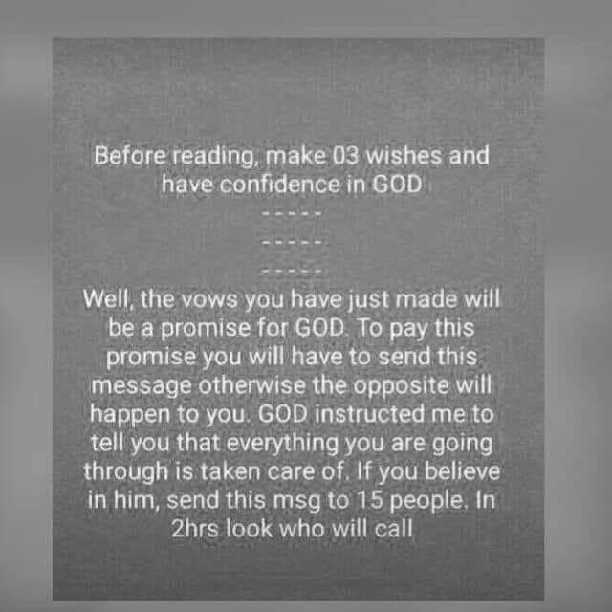 Before reading, make 03 wishes and
have confidence in GOD
-----
-----
-----
Well, the vows you have just made will
be a promise for GOD. To pay this
promise you will have to send this
message otherwise the opposite will
happen to you. GOD instructed me to
tell you that everything you are going
through is taken care of. If you believe
in him, send this msg to 15 people. In
2hrs look who will call